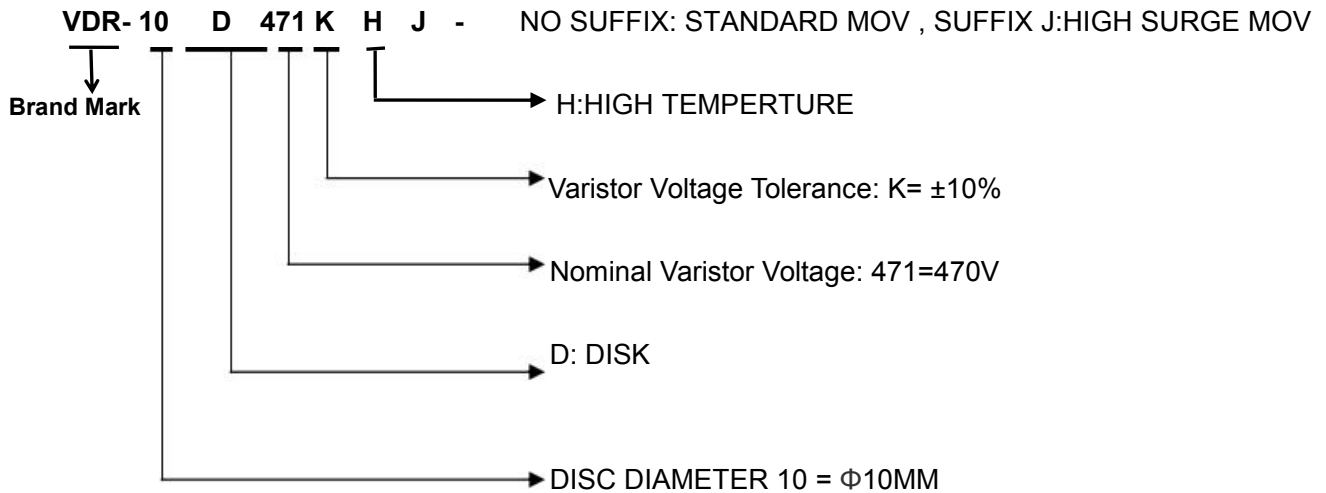 VDR- 10 D 471 K H J - NO SUFFIX: STANDARD MOV , SUFFIX J:HIGH SURGE MOV
Brand Mark
H:HIGH TEMPERTURE
Varistor Voltage Tolerance: K= ±10%
Nominal Varistor Voltage: 471=470V
D: DISK
DISC DIAMETER 10 = Φ10MM